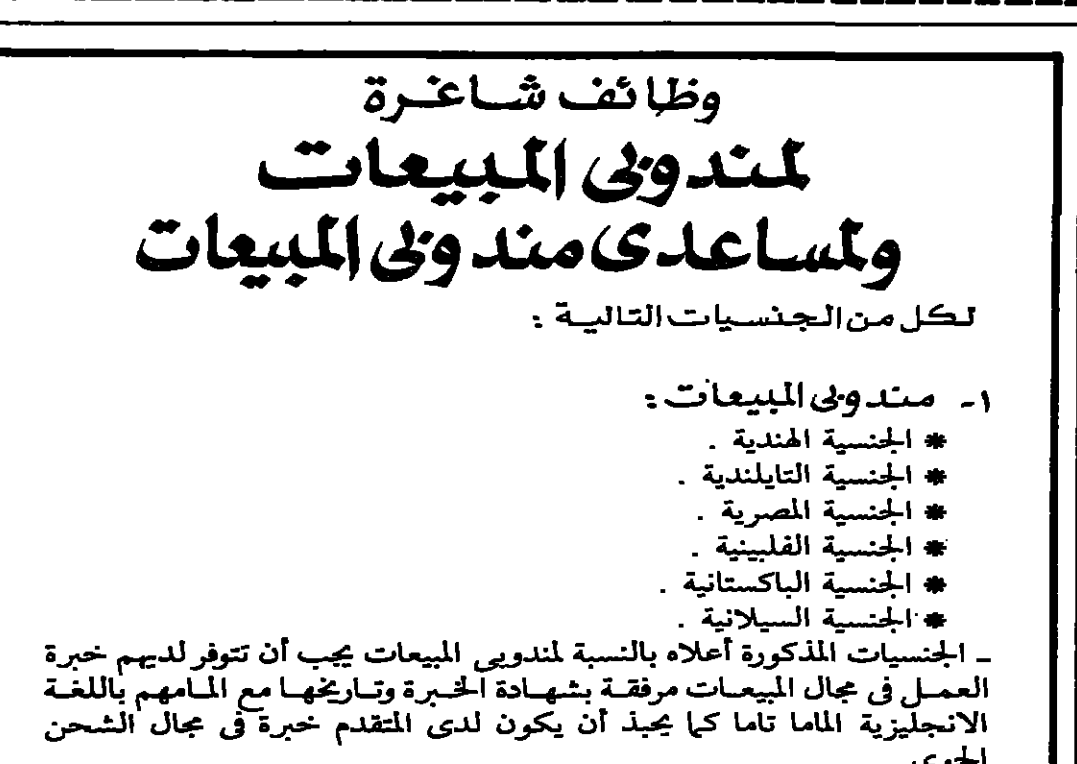 وظائف شاغرة
لمندوبى المبيعات
ولمساعدى مندوبى المبيعات
لكل من الجنسيات التالية :
١- مندوبى المبيعات :
* الجنسية الهندية .
* الجنسية التايلندية .
* الجنسية المصرية .
* الجنسية الفلبينية .
* الجنسية الباكستانية .
* الجنسية السيلانية .
ـ الجنسيات المذكورة أعلاه بالنسبة لمندوبى المبيعات يجب أن تتوفر لديهم خبرة
العمل فى مجال المبيعات مرفقة بشهادة الخبرة وتاريخها مع المامهم باللغة
الانجليزية الماما تاما كما يحبذ أن يكون لدى المتقدم خبرة فى مجال الشحن
الجوى